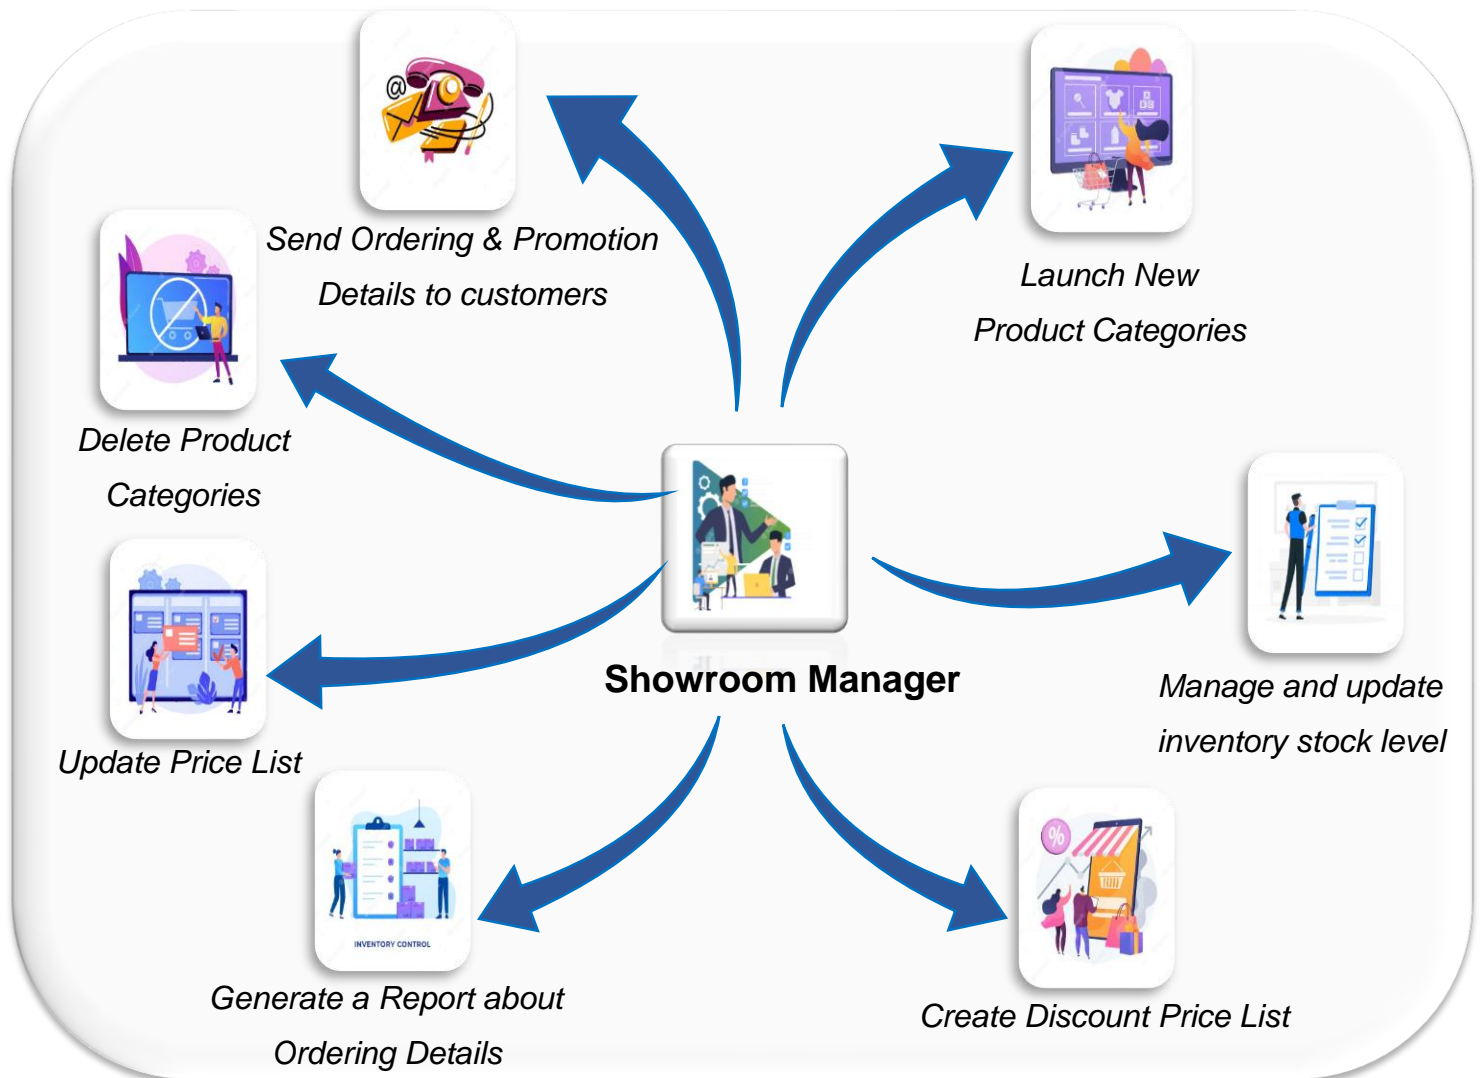 @
Send Ordering & Promotion
Details to customers
Launch New
Product Categories
Delete Product
Categories
Showroom Manager
Manage and update
inventory stock level
Update Price List
%
INVENTORY CONTROL
Generate a Report about
Ordering Details
Create Discount Price List